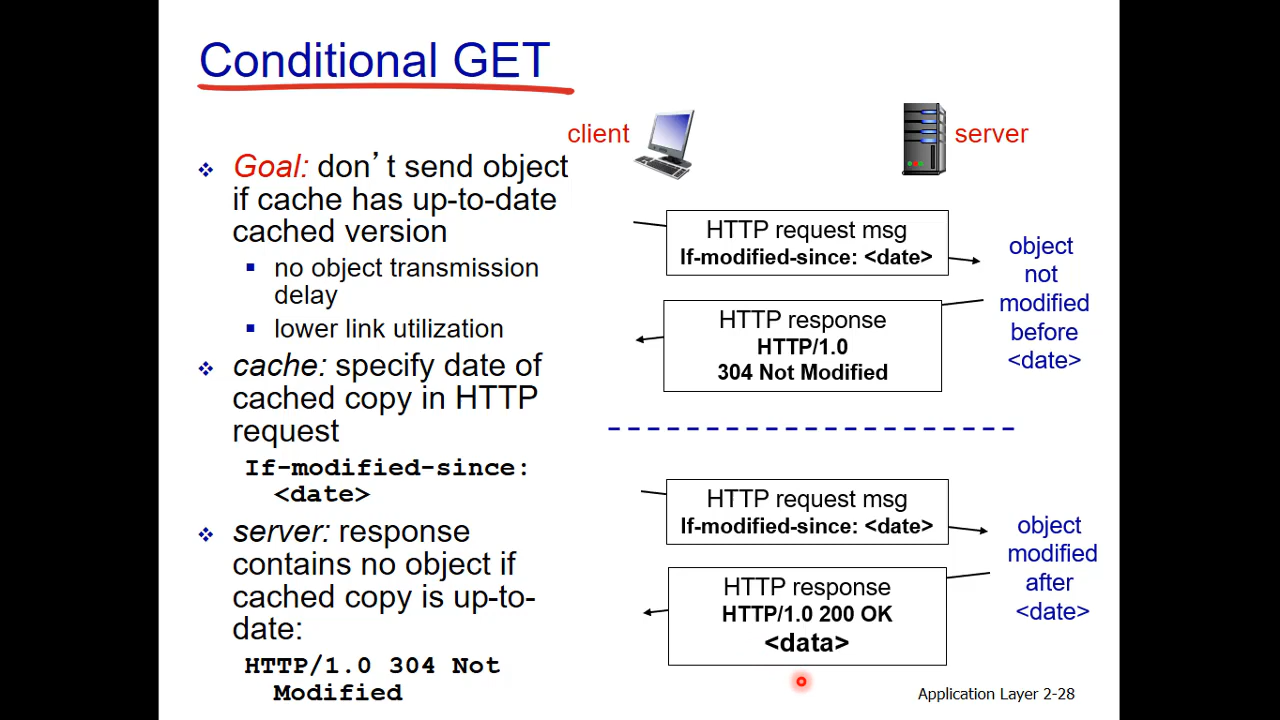 Conditional GET
❖ Goal: don’t send object
if cache has up-to-date
cached version
▪ no object transmission
delay
▪ lower link utilization
❖ cache: specify date of
cached copy in HTTP
request
If-modified-since:
<date>
❖ server: response
contains no object if
cached copy is up-to-
date:
HTTP/1.0 304 Not
Modified
client
server
HTTP request msg
If-modified-since: <date>
object
not
modified
before
<date>
HTTP response
HTTP/1.0
304 Not Modified
HTTP request msg
If-modified-since: <date>
object
modified
after
<date>
HTTP response
HTTP/1.0 200 OK
<data>
Application Layer 2-28